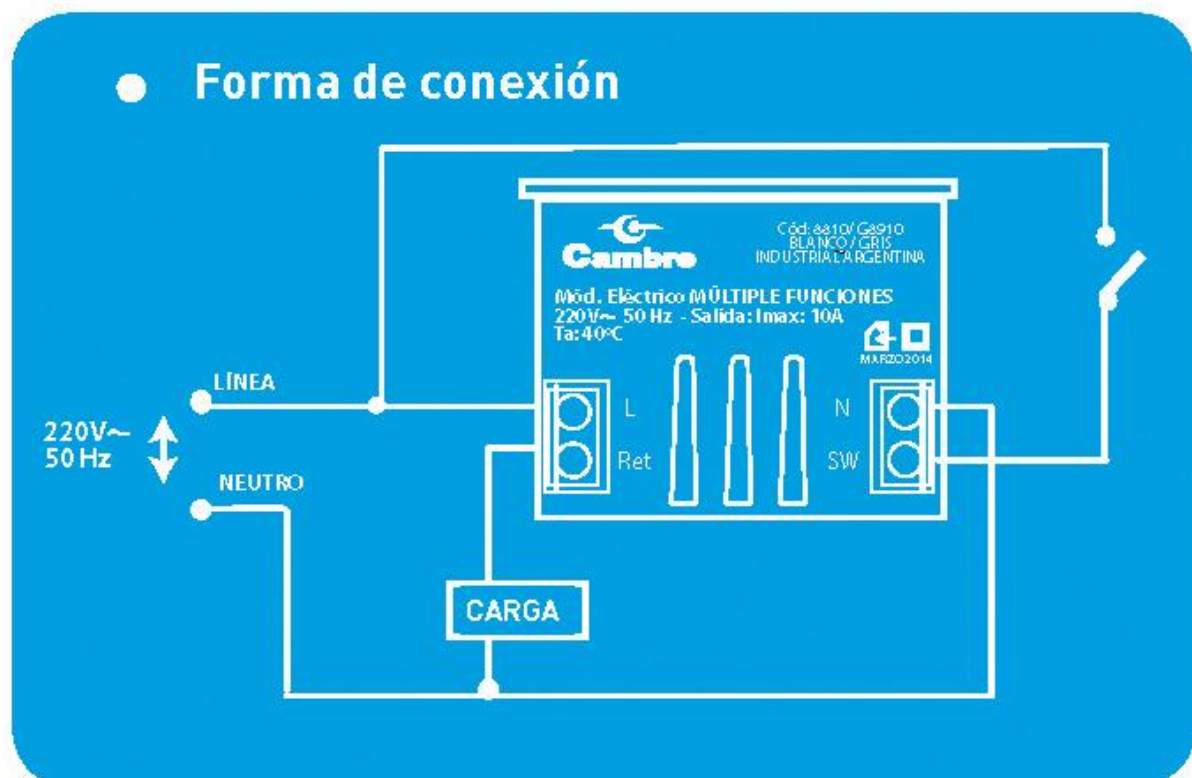 Forma de conexión
Cambre
Cód: 8810/ G8910
BLANCO / GRIS
INDUSTRIA ARGENTINA
Mód. Eléctrico MÚLTIPLE FUNCIONES
220V~ 50 Hz - Salida: Imax: 10A
Ta: 40ºC
MARZO 2014
LÍNEA
L
N
220V~
50 Hz
Ret
SW
NEUTRO
CARGA